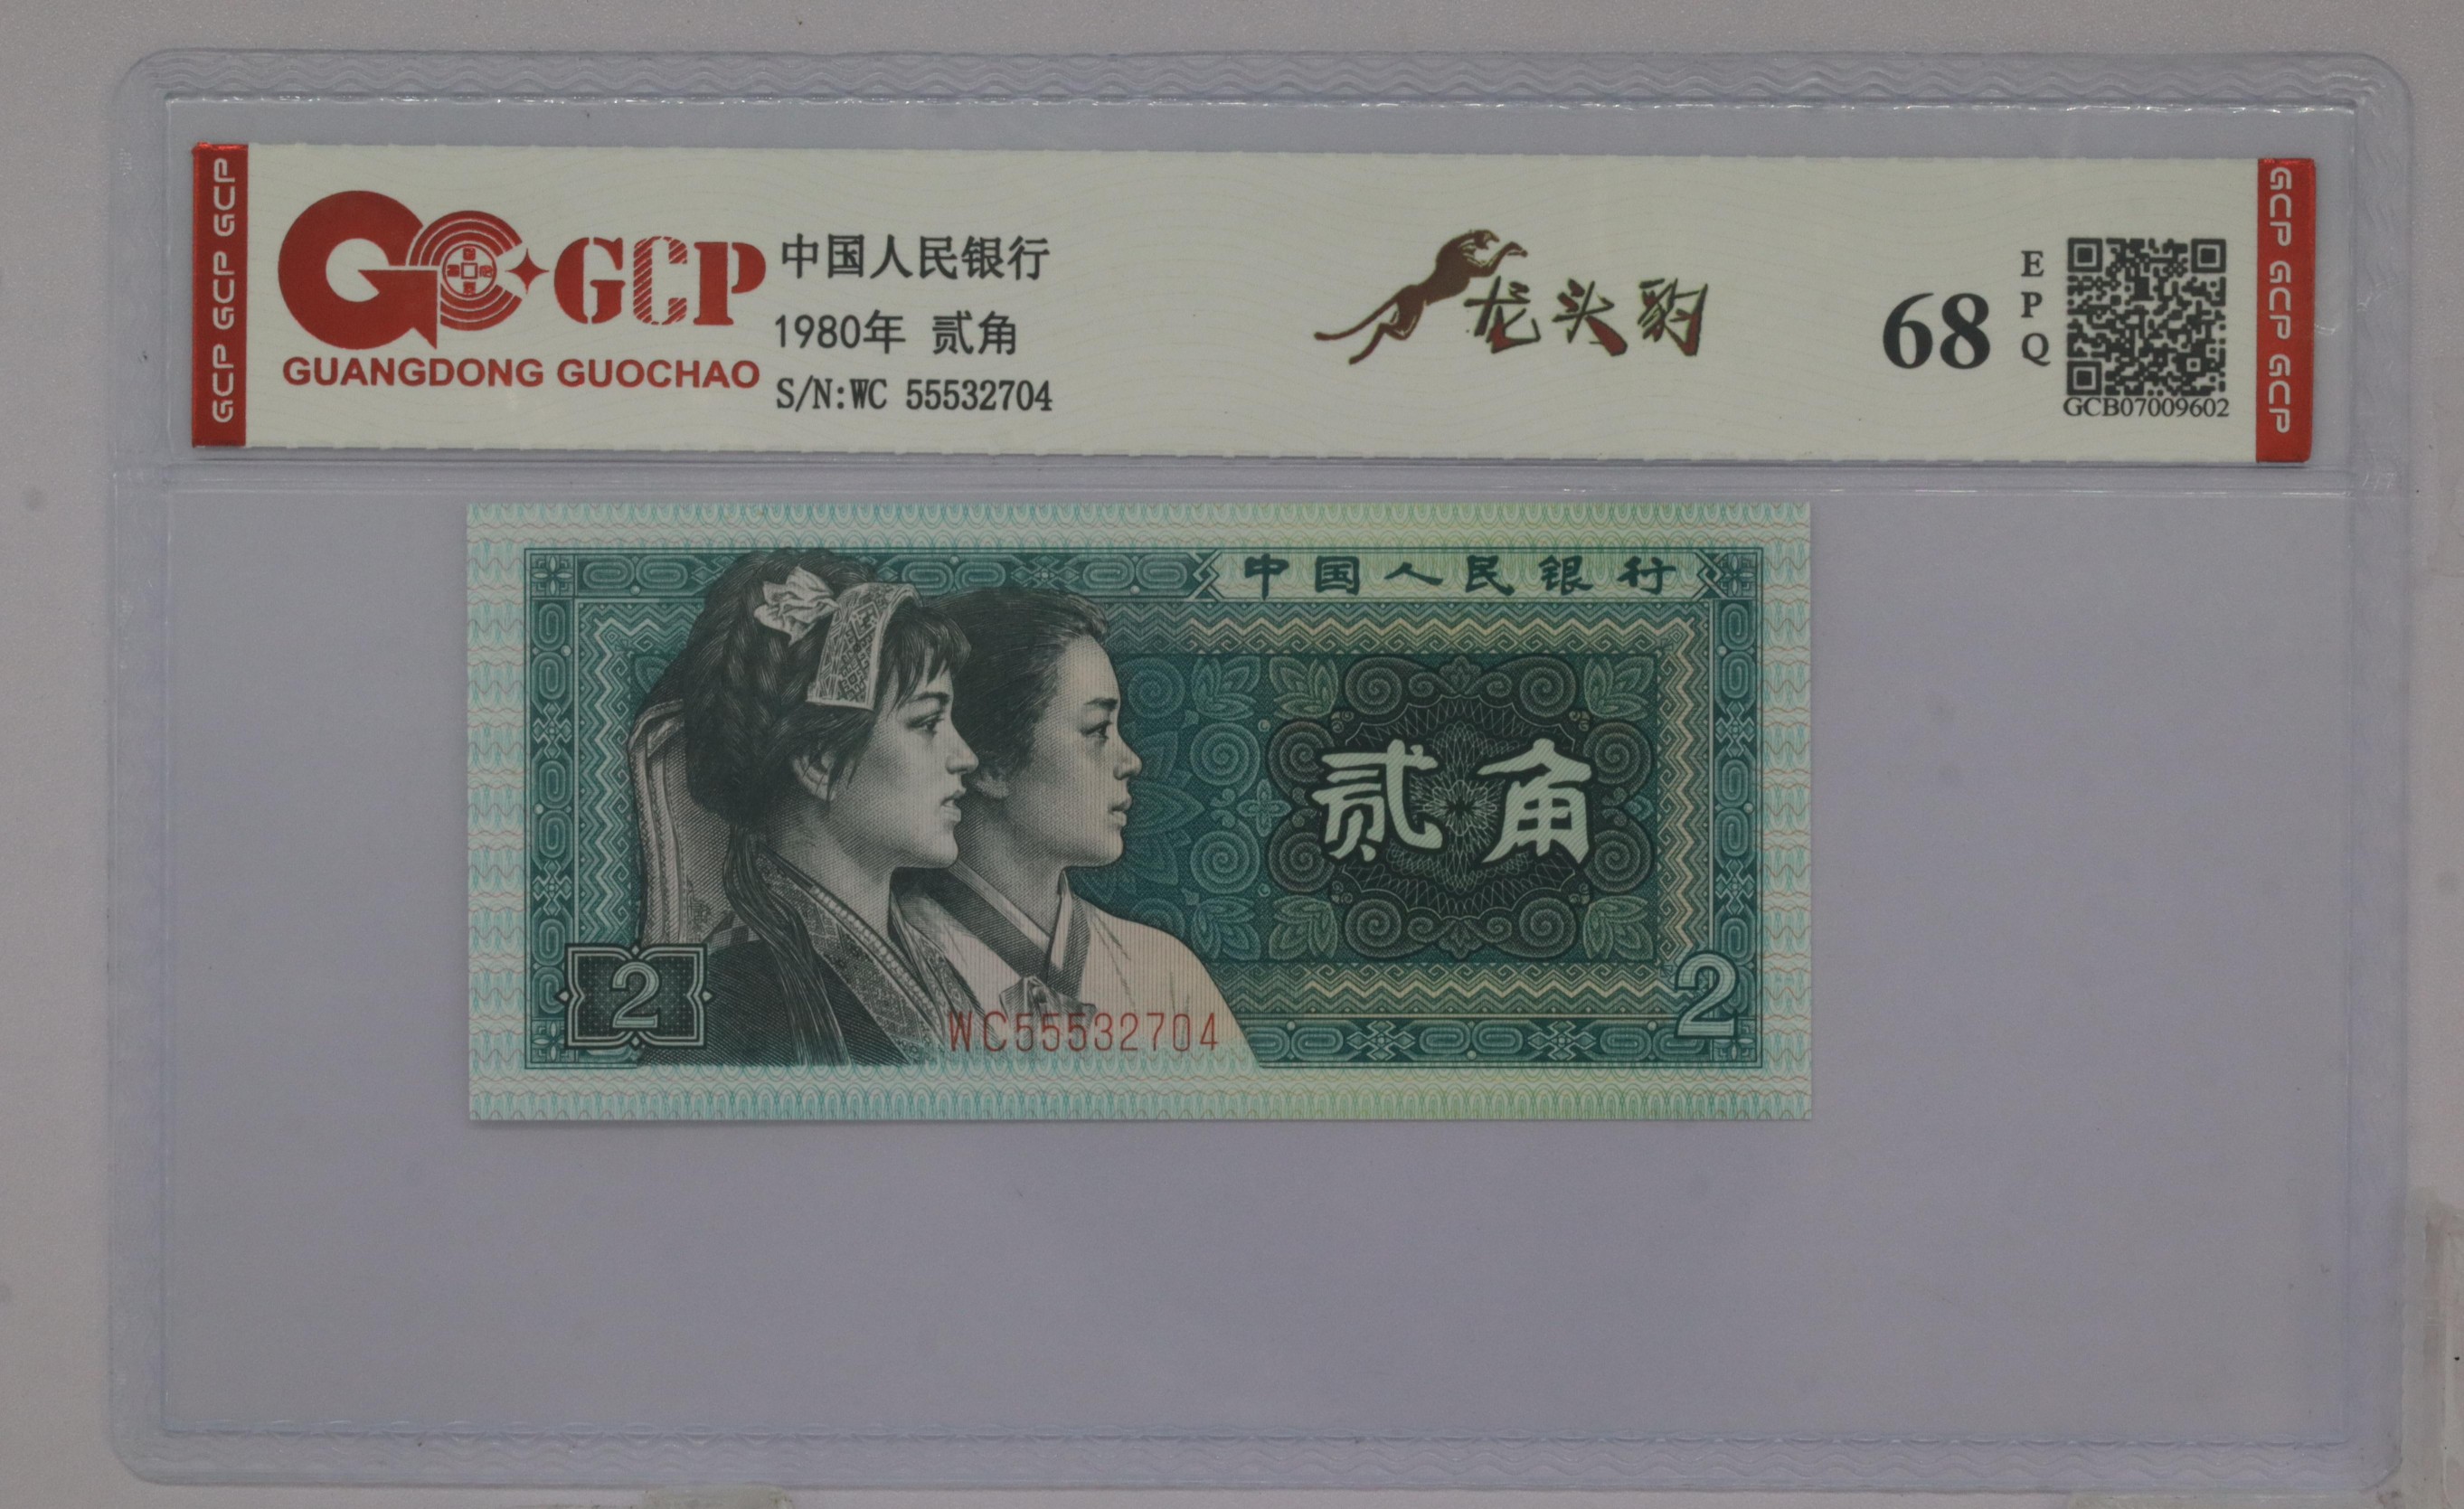 GCP GCP GCP
GCP
GUANGDONG GUOCHAO
中国人民银行
1980年 贰角
S/N:WC 55532704
龙头豹
68
EPQ
GCB07009602
GCP GCP GCP
中国人民银行
贰角
2
2
WC55532704